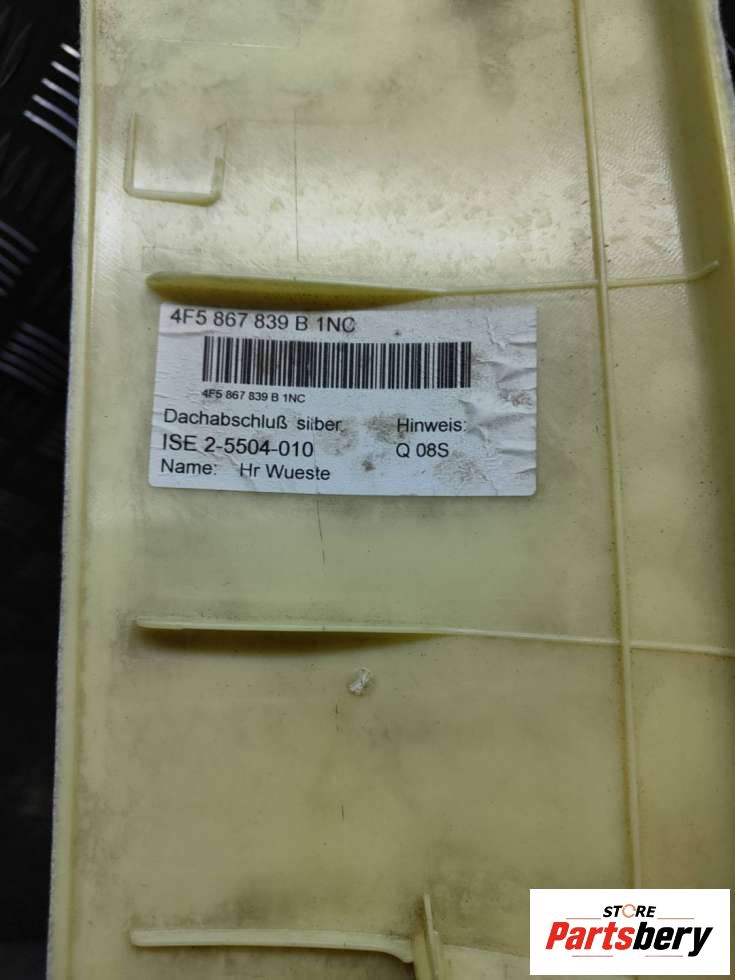 4F5 867 839 B 1NC
4F5 867 839 B 1NC
Dachabschluß silber Hinweis:
ISE 2-5504-010 Q 08S
Name: Hr Wueste
STORE
Partsbery